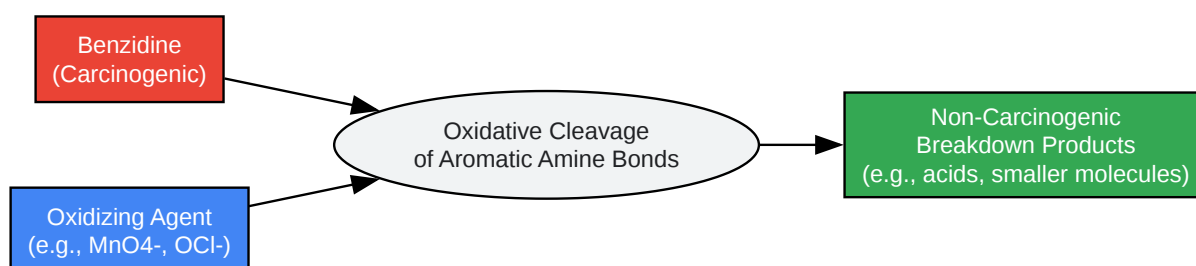 Benzidine
(Carcinogenic)
Oxidizing Agent
(e.g., MnO4-, OCl-)
Oxidative Cleavage
of Aromatic Amine Bonds
Non-Carcinogenic
Breakdown Products
(e.g., acids, smaller molecules)